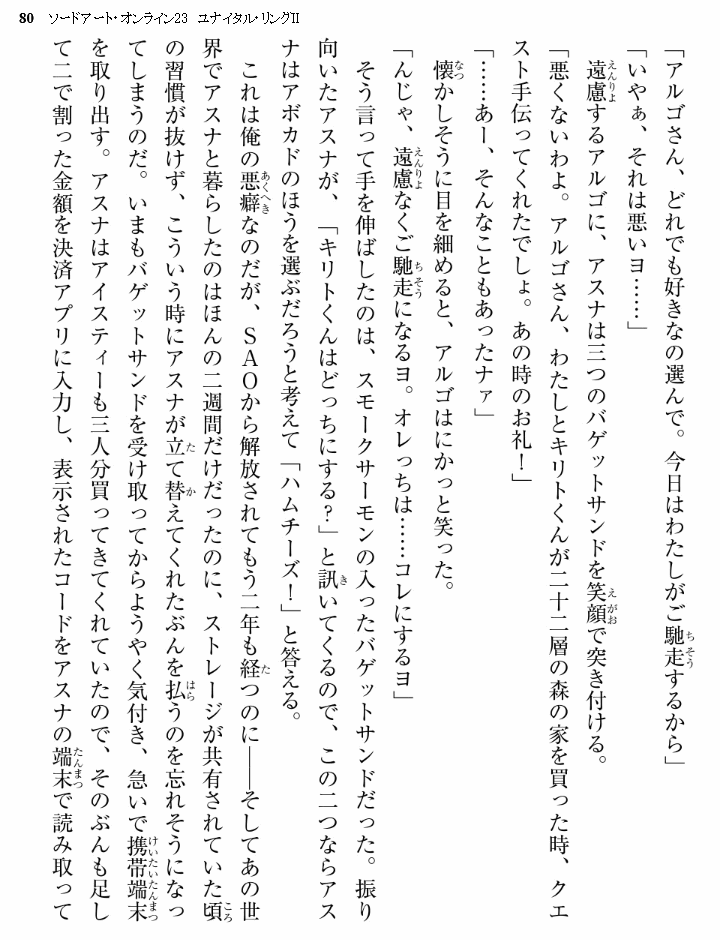 80　ソードアート・オンライン23　ユナイタル・リングII
「アルゴさん、どれでも好きなの選んで。今日はわたしがご馳走するから」
「いやぁ、それは悪いヨ……」
　遠慮するアルゴに、アスナは三つのバゲットサンドを笑顔で突き付ける。
「悪くないわよ。アルゴさん、わたしとキリトくんが二十二層の森の家を買った時、クエ
スト手伝ってくれたでしょ。あの時のお礼！」
「……あー、そんなこともあったナァ」
　懐かしそうに目を細めると、アルゴはにかっと笑った。
「んじゃ、遠慮なくご馳走になるヨ。オレっちは……コレにするヨ」
　そう言って手を伸ばしたのは、スモークサーモンの入ったバゲットサンドだった。振り
向いたアスナが、「キリトくんはどっちにする？」と訊いてくるので、この二つならアス
ナはアボカドのほうを選ぶだろうと考えて「ハムチーズ！」と答える。
　これは俺の悪癖なのだが、ＳＡＯから解放されてもう二年も経つのに――そしてあの世
界でアスナと暮らしたのはほんの二週間だけだったのに、ストレージが共有されていた頃
の習慣が抜けず、こういう時にアスナが立て替えてくれたぶんを払うのを忘れそうになっ
てしまうのだ。いまもバゲットサンドを受け取ってからようやく気付き、急いで携帯端末
を取り出す。アスナはアイスティーも三人分買ってきてくれていたので、そのぶんも足し
て二で割った金額を決済アプリに入力し、表示されたコードをアスナの端末で読み取って